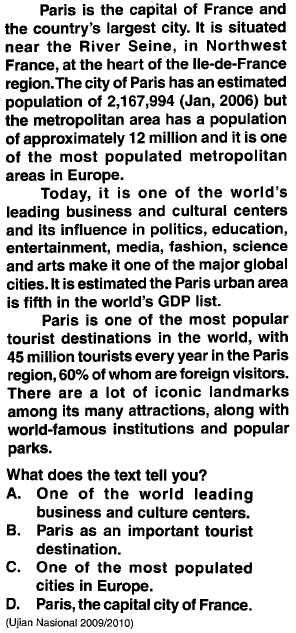 Paris is the capital of France and
the country's largest city. It is situated
near the River Seine, in Northwest
France, at the heart of the Ile-de-France
region. The city of Paris has an estimated
population of 2,167,994 (Jan, 2006) but
the metropolitan area has a population
of approximately 12 million and it is one
of the most populated metropolitan
areas in Europe.
Today, it is one of the world's
leading business and cultural centers
and its influence in politics, education,
entertainment, media, fashion, science
and arts make it one of the major global
cities. It is estimated the Paris urban area
is fifth in the world's GDP list.
Paris is one of the most popular
tourist destinations in the world, with
45 million tourists every year in the Paris
region, 60% of whom are foreign visitors.
There are a lot of iconic landmarks
among its many attractions, along with
world-famous institutions and popular
parks.
What does the text tell you?
A. One of the world leading
business and culture centers.
B. Paris as an important tourist
destination.
C. One of the most populated
cities in Europe.
D. Paris, the capital city of France.
(Ujian Nasional 2009/2010)